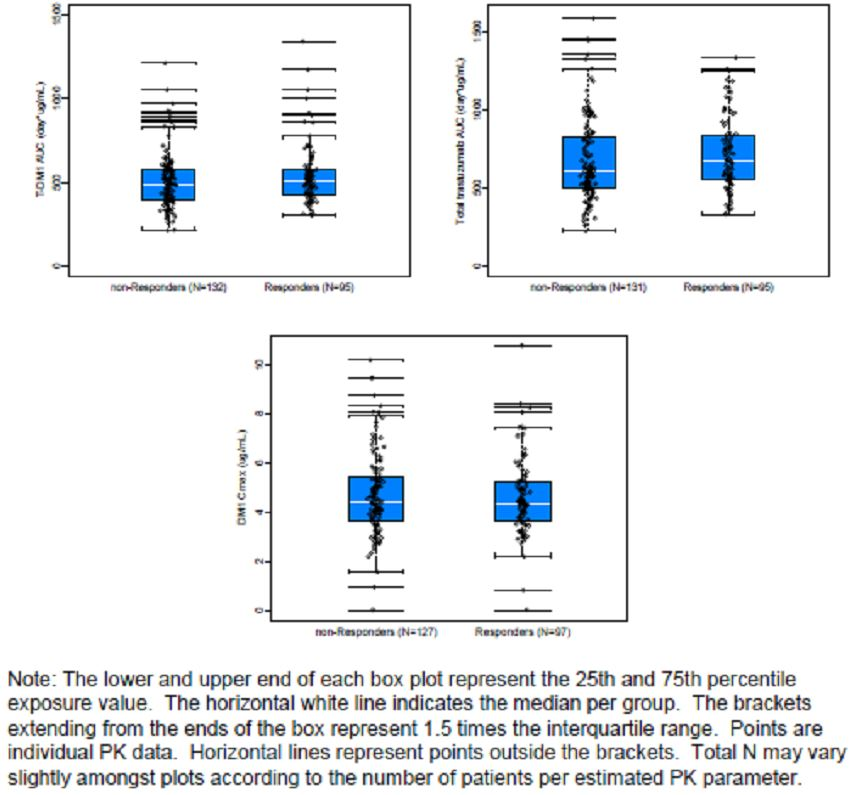 1500
1000
500
0
T-DM1 AUC (day*ug/mL)
non-Responders (N=132) Responders (N=95)
1500
1000
500
0
Total trastuzumab AUC (day*ug/mL)
non-Responders (N=131) Responders (N=95)
10
8
6
4
2
0
DM1 Cmax (ug/mL)
non-Responders (N=127) Responders (N=97)
Note: The lower and upper end of each box plot represent the 25th and 75th percentile
exposure value. The horizontal white line indicates the median per group. The brackets
extending from the ends of the box represent 1.5 times the interquartile range. Points are
individual PK data. Horizontal lines represent points outside the brackets. Total N may vary
slightly amongst plots according to the number of patients per estimated PK parameter.